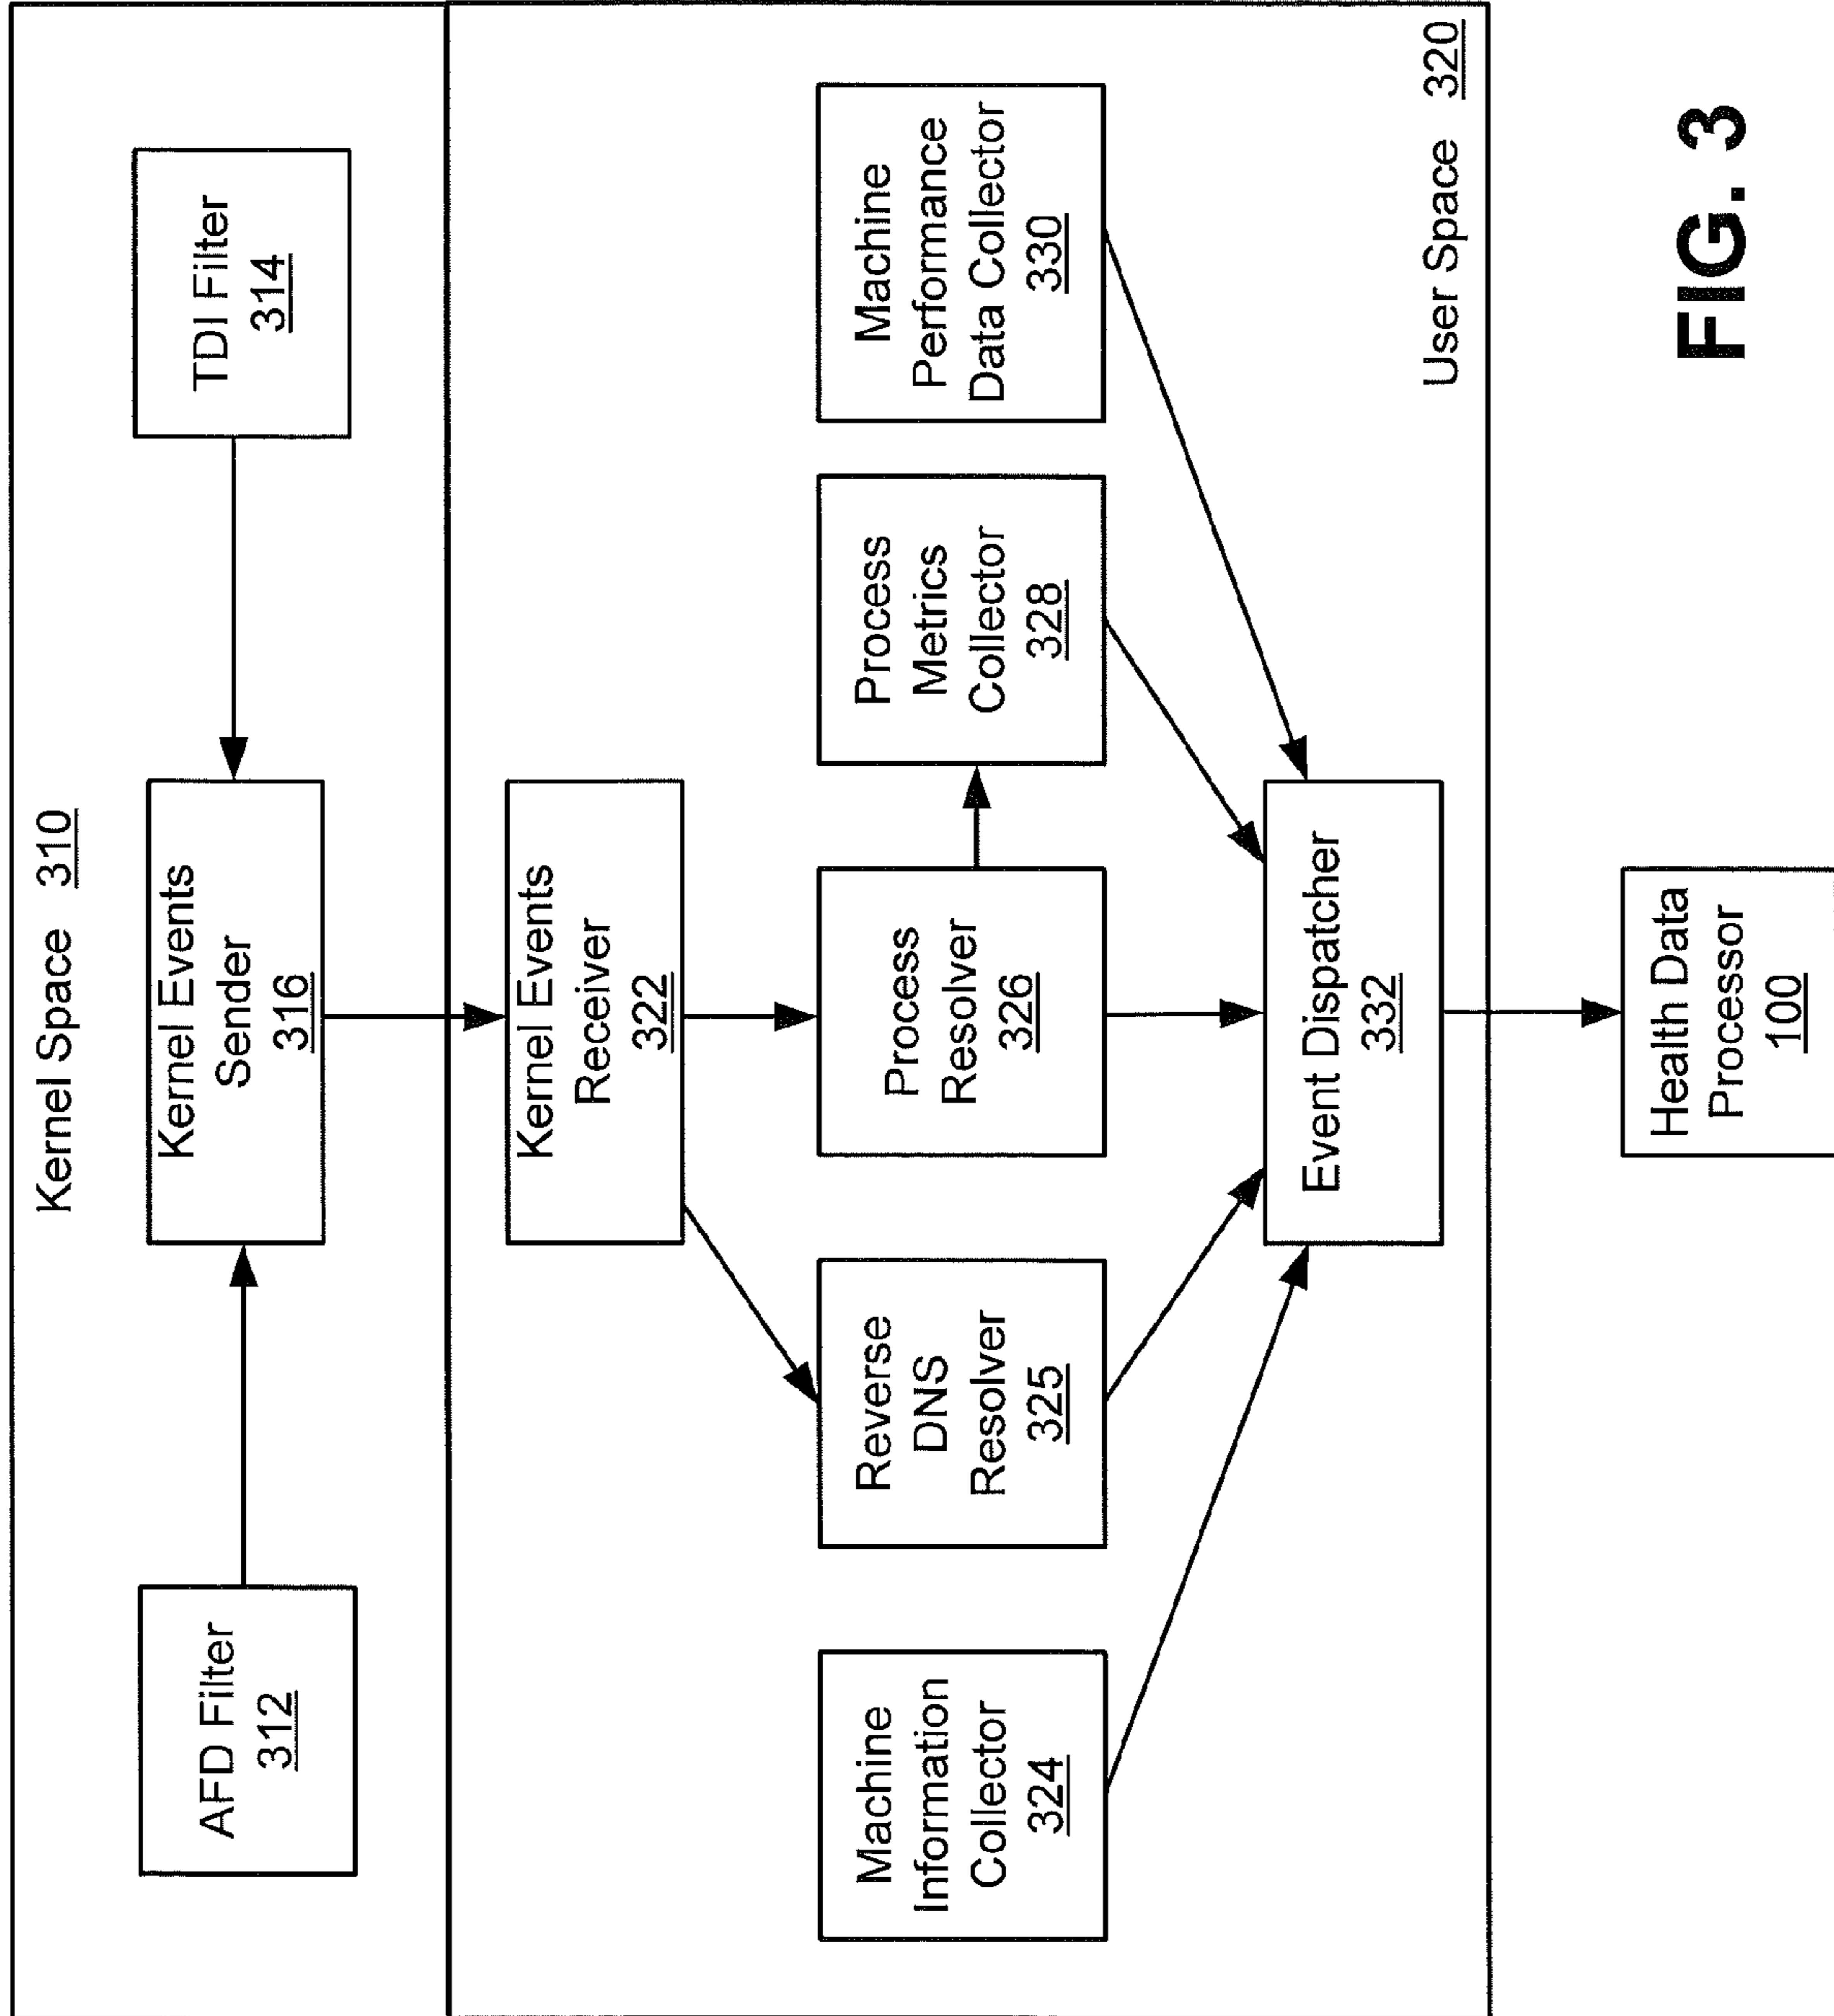 Kernel Space 310
AFD Filter
312
Kernel Events
Sender
316
TDI Filter
314
Kernel Events
Receiver
322
Machine
Information
Collector
324
Reverse
DNS
Resolver
325
Process
Resolver
326
Process
Metrics
Collector
328
Machine
Performance
Data Collector
330
Event Dispatcher
332
User Space 320
Health Data
Processor
100
FIG. 3